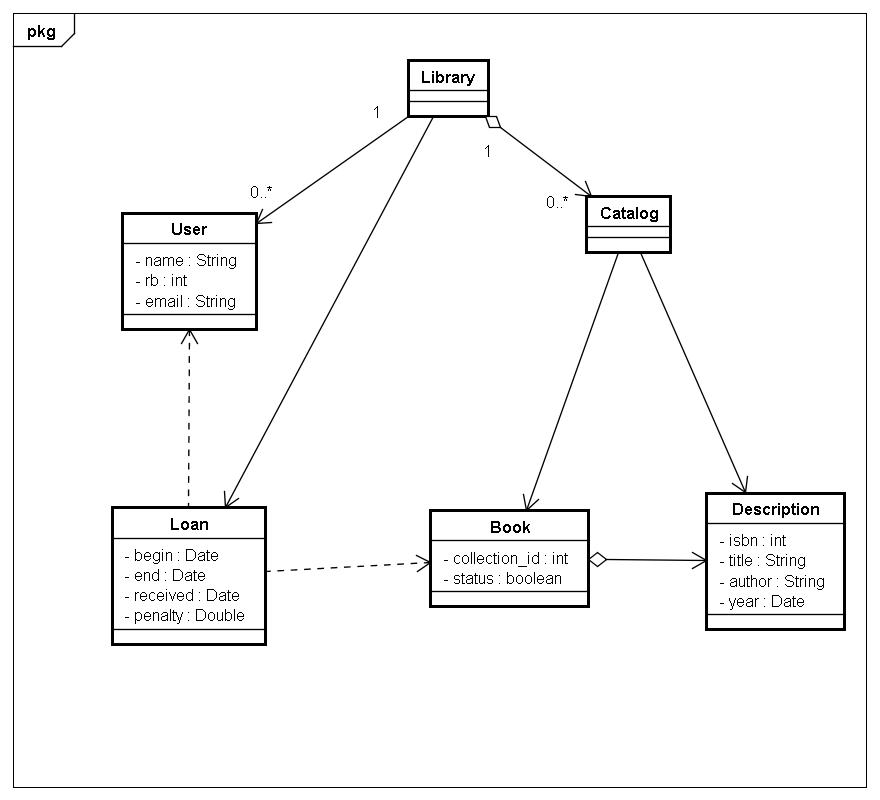 pkg
Library
1
1
0..*
0..*
User
- name : String
- rb : int
- email : String
Catalog
Loan
- begin : Date
- end : Date
- received : Date
- penalty : Double
Book
- collection_id : int
- status : boolean
Description
- isbn : int
- title : String
- author : String
- year : Date